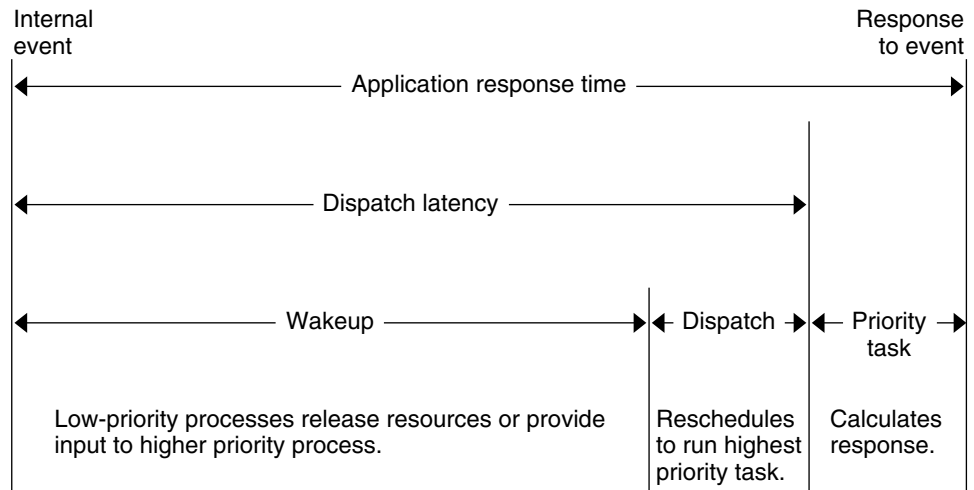 Internal
event
Response
to event
Application response time
Dispatch latency
Wakeup
Dispatch
Priority
task
Low-priority processes release resources or provide
input to higher priority process.
Reschedules
to run highest
priority task.
Calculates
response.